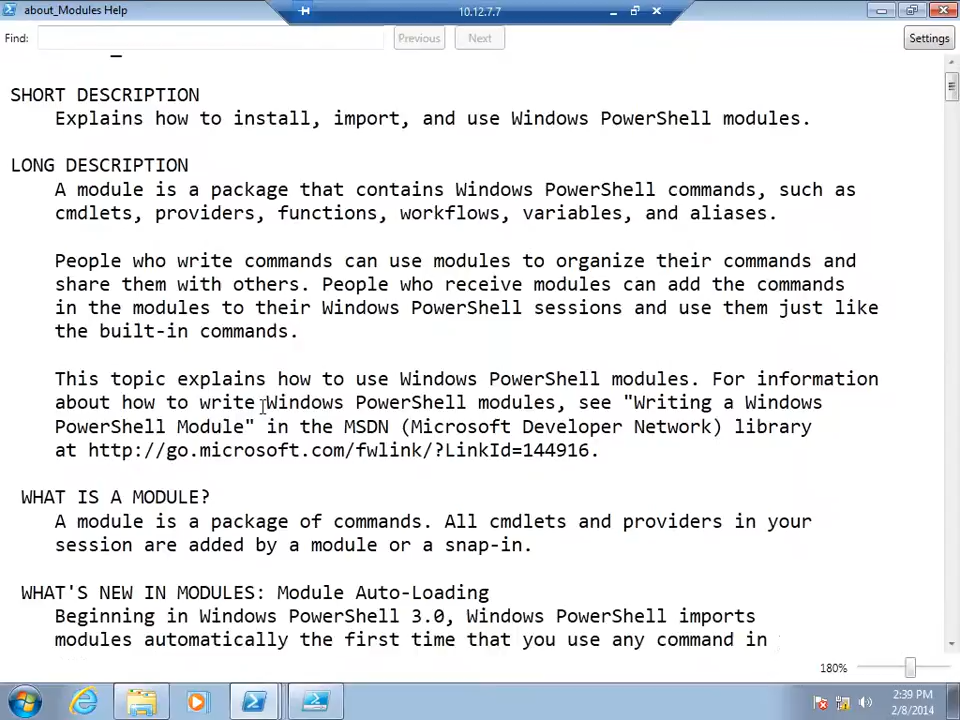 about_Modules Help
10.12.7.7
Find:
Previous
Next
Settings
SHORT DESCRIPTION
Explains how to install, import, and use Windows PowerShell modules.
LONG DESCRIPTION
A module is a package that contains Windows PowerShell commands, such as
cmdlets, providers, functions, workflows, variables, and aliases.
People who write commands can use modules to organize their commands and
share them with others. People who receive modules can add the commands
in the modules to their Windows PowerShell sessions and use them just like
the built-in commands.
This topic explains how to use Windows PowerShell modules. For information
about how to write Windows PowerShell modules, see "Writing a Windows
PowerShell Module" in the MSDN (Microsoft Developer Network) library
at http://go.microsoft.com/fwlink/?LinkId=144916.
WHAT IS A MODULE?
A module is a package of commands. All cmdlets and providers in your
session are added by a module or a snap-in.
WHAT'S NEW IN MODULES: Module Auto-Loading
Beginning in Windows PowerShell 3.0, Windows PowerShell imports
modules automatically the first time that you use any command in
180%
2:39 PM
2/8/2014